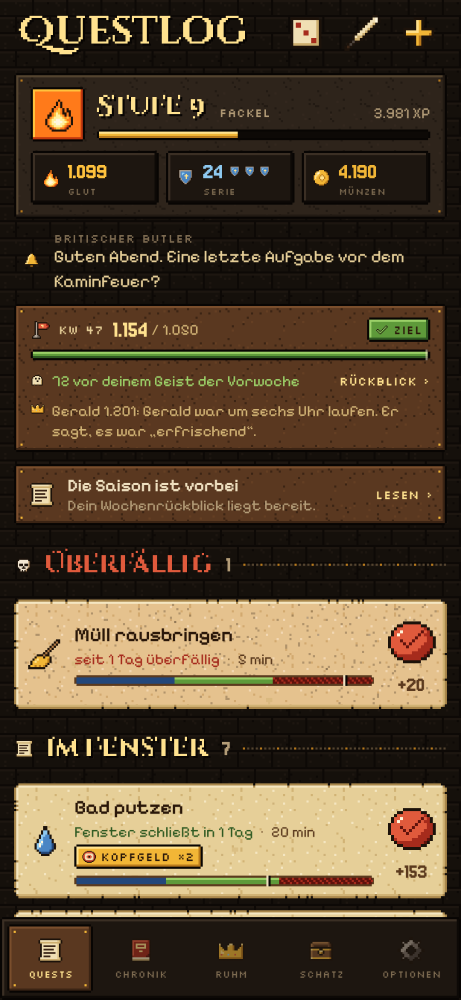 QUESTLOG
STUFE 9 FACKEL 3.981 XP
1.099 GLUT
24 SERIE
4.190 MÜNZEN
BRITISCHER BUTLER
Guten Abend. Eine letzte Aufgabe vor dem
Kaminfeuer?
KW 47 1.154 / 1.080 ZIEL
72 vor deinem Geist der Vorwoche RÜCKBLICK ›
Gerald 1.201: Gerald war um sechs Uhr laufen. Er
sagt, es war „erfrischend“.
Die Saison ist vorbei
Dein Wochenrückblick liegt bereit. LESEN ›
ÜBERFÄLLIG 1
Müll rausbringen
seit 1 Tag überfällig · 8 min
+20
IM FENSTER 7
Bad putzen
Fenster schließt in 1 Tag · 20 min
KOPFGELD ×2
+153
QUESTS CHRONIK RUHM SCHATZ OPTIONEN